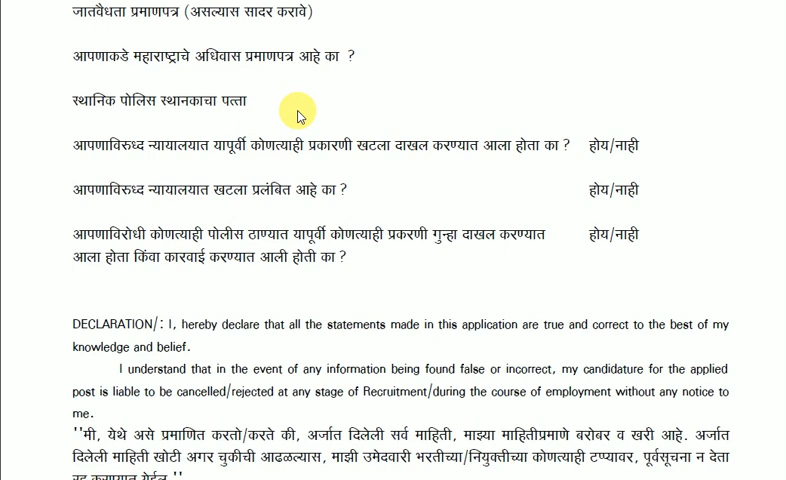 जातवैधता प्रमाणपत्र (असल्यास सादर करावे)
आपणाकडे महाराष्ट्राचे अधिवास प्रमाणपत्र आहे का ?
स्थानिक पोलिस स्थानकाचा पत्ता
आपणाविरुध्द न्यायालयात यापूर्वी कोणत्याही प्रकारणी खटला दाखल करण्यात आला होता का ? होय/नाही
आपणाविरुध्द न्यायालयात खटला प्रलंबित आहे का ? होय/नाही
आपणाविरोधी कोणत्याही पोलीस ठाण्यात यापूर्वी कोणत्याही प्रकरणी गुन्हा दाखल करण्यात होय/नाही
आला होता किंवा कारवाई करण्यात आली होती का ?
DECLARATION/: I, hereby declare that all the statements made in this application are true and correct to the best of my
knowledge and belief.
I understand that in the event of any information being found false or incorrect, my candidature for the applied
post is liable to be cancelled/rejected at any stage of Recruitment/during the course of employment without any notice to
me.
''मी, येथे असे प्रमाणित करतो/करते की, अर्जात दिलेली सर्व माहिती, माझ्या माहितीप्रमाणे बरोबर व खरी आहे. अर्जात
दिलेली माहिती खोटी अगर चुकीची आढळल्यास, माझी उमेदवारी भरतीच्या/नियुक्तीच्या कोणत्याही टप्प्यावर, पूर्वसूचना न देता
रद्द करण्यात येईल.''